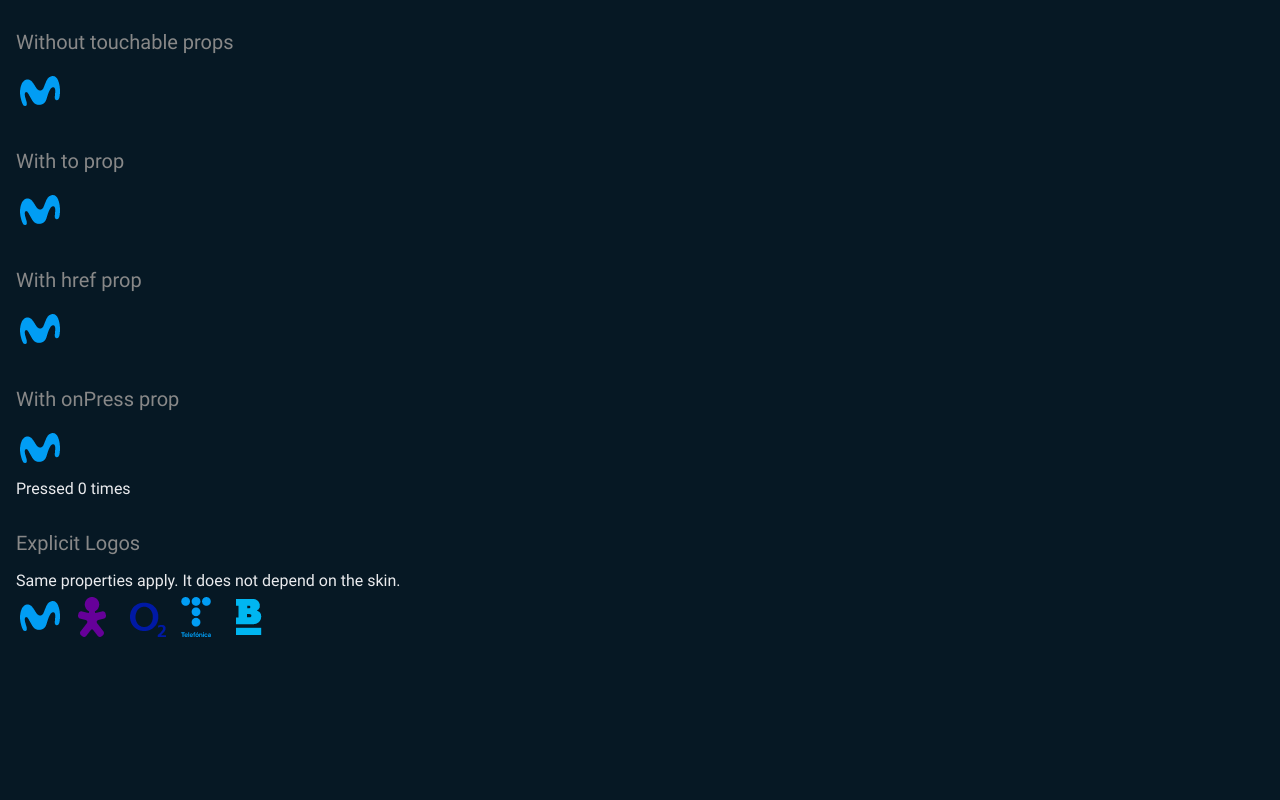 Without touchable props
With to prop
With href prop
With onPress prop
Pressed 0 times
Explicit Logos
Same properties apply. It does not depend on the skin.
O2
Telefónica
B